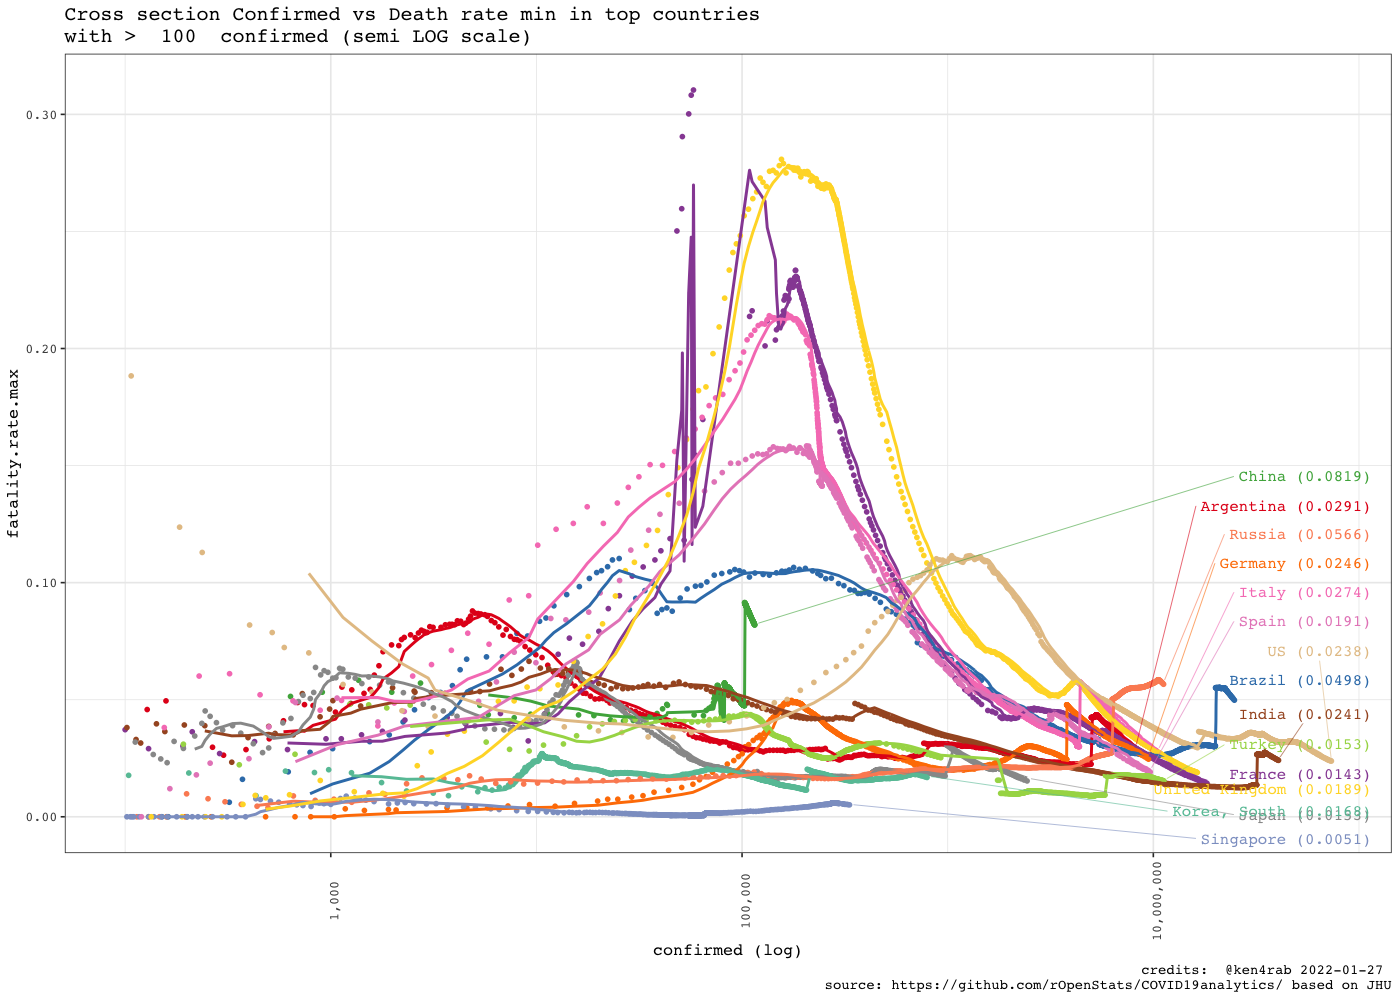 Cross section Confirmed vs Death rate min in top countries
with >  100  confirmed (semi LOG scale)
0.30
0.20
0.10
0.00
fatality.rate.max
China (0.0819)
Argentina (0.0291)
Russia (0.0566)
Germany (0.0246)
Italy (0.0274)
Spain (0.0191)
US (0.0238)
Brazil (0.0498)
India (0.0241)
Turkey (0.0153)
France (0.0143)
United Kingdom (0.0189)
Korea, South (0.0168)
Japan (0.0153)
Singapore (0.0051)
1,000
100,000
10,000,000
confirmed (log)
credits:  @ken4rab 2022-01-27
source: https://github.com/rOpenStats/COVID19analytics/ based on JHU